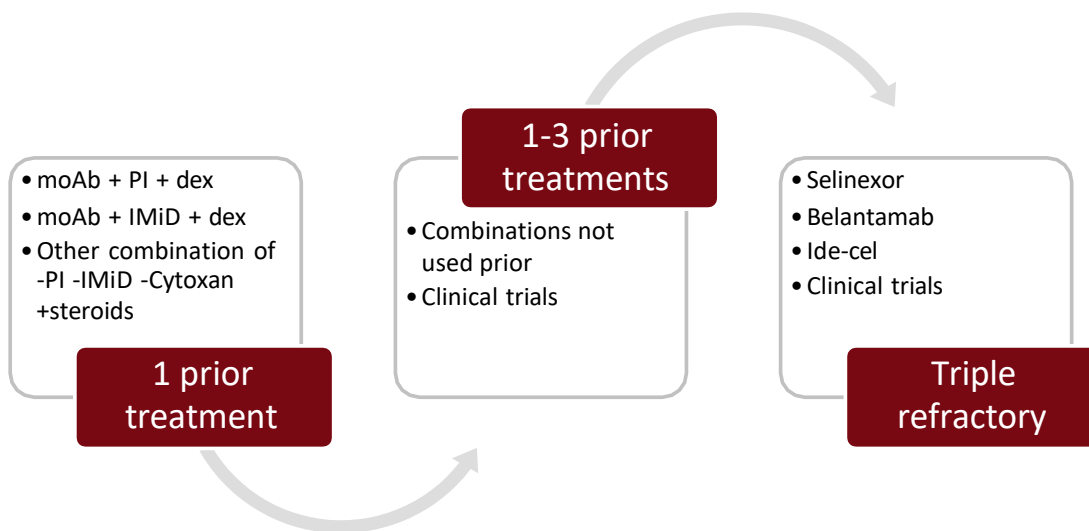 • moAb + PI + dex
• moAb + IMiD + dex
• Other combination of
-PI -IMiD -Cytoxan
+steroids
1 prior
treatment
1-3 prior
treatments
• Combinations not
used prior
• Clinical trials
• Selinexor
• Belantamab
• Ide-cel
• Clinical trials
Triple
refractory